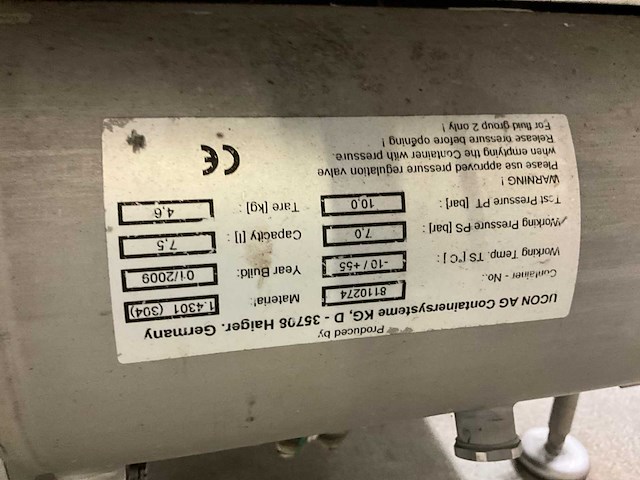 Produced by
UCON AG Containersysteme KG, D - 35708 Haiger. Germany
Container - No.: 8110274 Material 1.4301 (304)
Working Temp. TS [°C] : -10 / +55 Year Build: 01/2009
Working Pressure PS [bar] : 7,0 Capacity [l] : 7,5
Test Pressure PT [bar] : 10,0 Tare [kg] : 4,6
WARNING !
Please use approved pressure regulation valve
when emptying the Container with pressure.
Release pressure before opening !
For fluid group 2 only !
CE